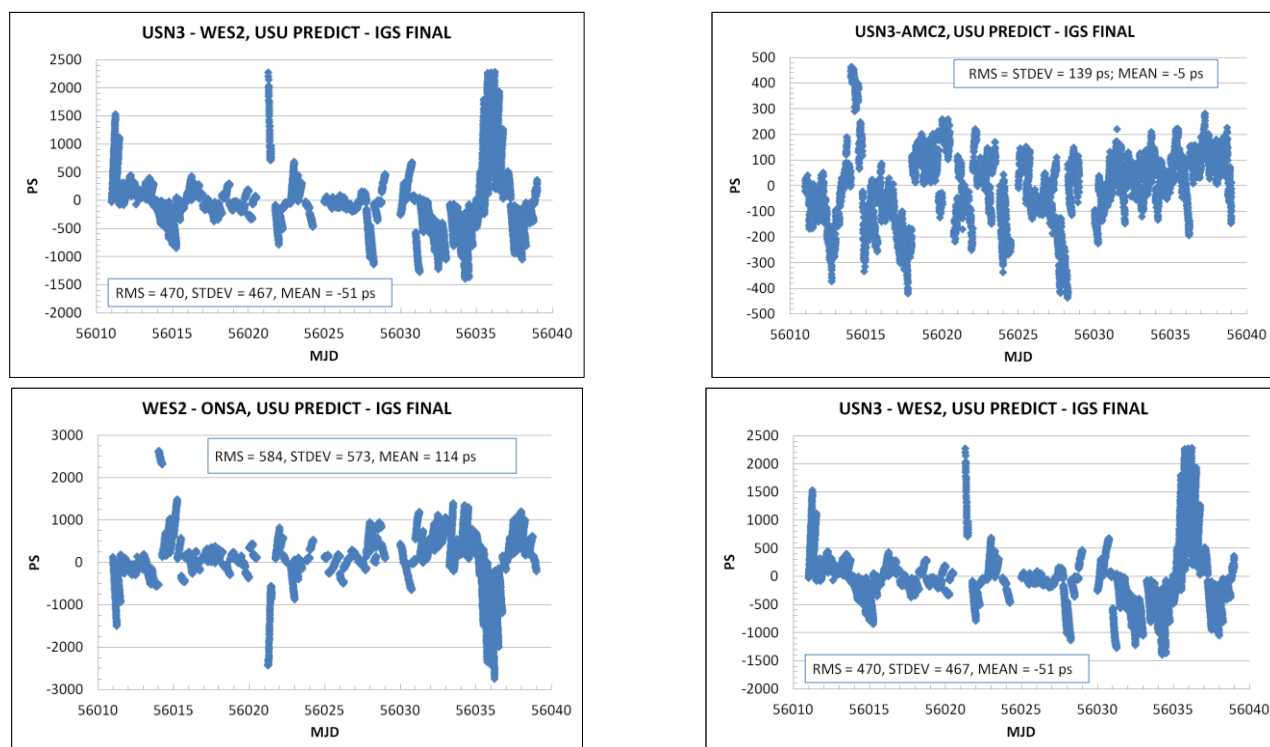 USN3 - WES2, USU PREDICT - IGS FINAL
2500
2000
1500
1000
500
0
-500
-1000
-1500
-2000
PS
RMS = 470, STDEV = 467, MEAN = -51 ps
56010 56015 56020 56025 56030 56035 56040
MJD
USN3-AMC2, USU PREDICT - IGS FINAL
500
400
300
200
100
0
-100
-200
-300
-400
-500
PS
RMS = STDEV = 139 ps; MEAN = -5 ps
56010 56015 56020 56025 56030 56035 56040
MJD
WES2 - ONSA, USU PREDICT - IGS FINAL
3000
2000
1000
0
-1000
-2000
-3000
PS
RMS = 584, STDEV = 573, MEAN = 114 ps
56010 56015 56020 56025 56030 56035 56040
MJD
USN3 - WES2, USU PREDICT - IGS FINAL
2500
2000
1500
1000
500
0
-500
-1000
-1500
-2000
PS
RMS = 470, STDEV = 467, MEAN = -51 ps
56010 56015 56020 56025 56030 56035 56040
MJD